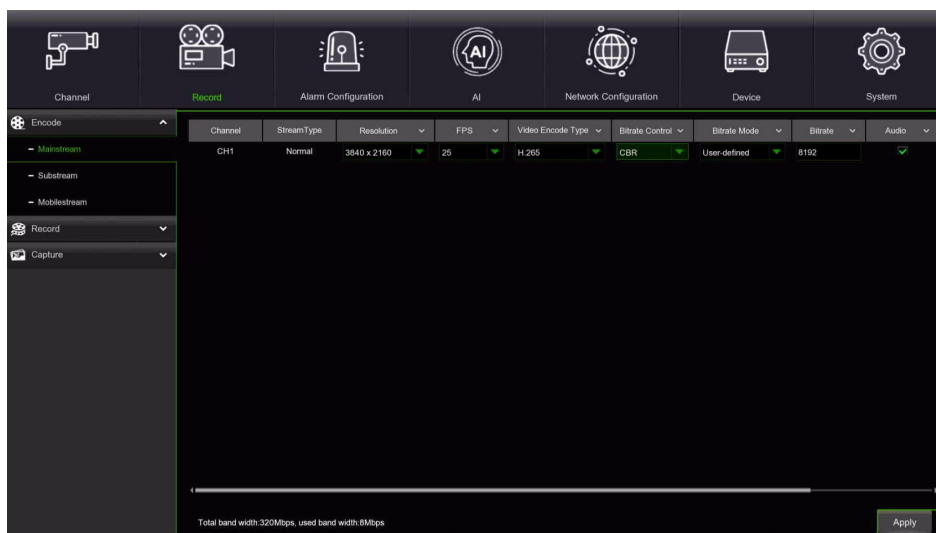 Channel Record Alarm Configuration AI Network Configuration Device System
Encode
Channel StreamType Resolution FPS Video Encode Type Bitrate Control Bitrate Mode Bitrate Audio
Mainstream
CH1 Normal 3840 x 2160 25 H.265 CBR User-defined 8192
Substream
Mobilestream
Record
Capture
Total band width:320Mbps, used band width:8Mbps
Apply